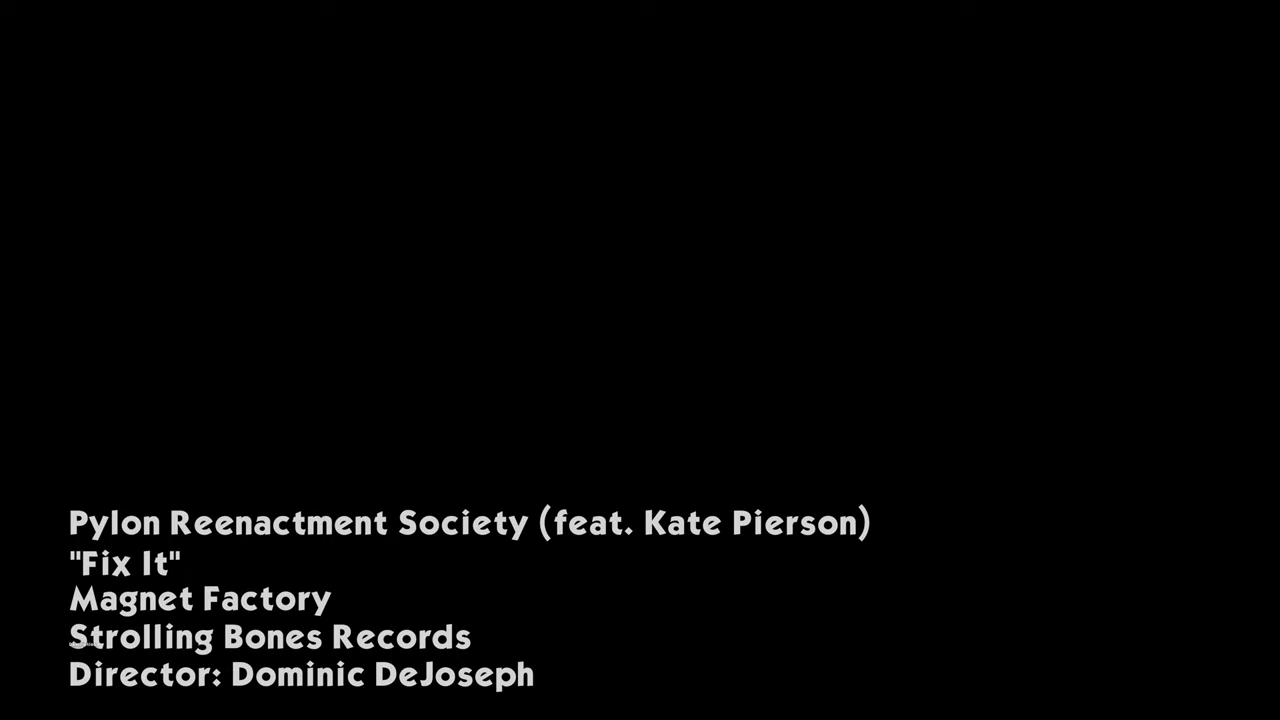 Pylon Reenactment Society (feat. Kate Pierson)
"Fix It"
Magnet Factory
Strolling Bones Records
Director: Dominic DeJoseph